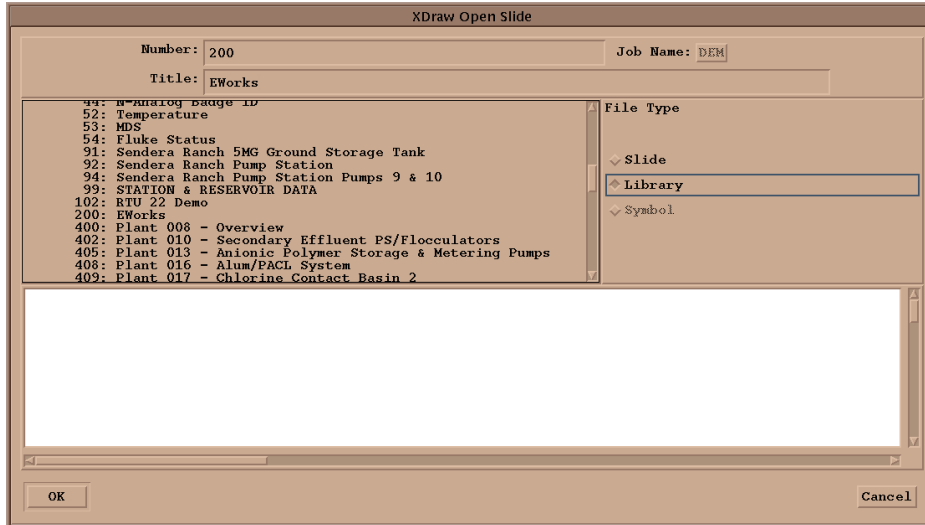 XDraw Open Slide
Number: 200
Job Name: DEM
Title: EWorks
44: N-Analog Badge ID
52: Temperature
53: MDS
54: Fluke Status
91: Sendera Ranch 5MG Ground Storage Tank
92: Sendera Ranch Pump Station
94: Sendera Ranch Pump Station Pumps 9 & 10
99: STATION & RESERVOIR DATA
102: RTU 22 Demo
200: EWorks
400: Plant 008 - Overview
402: Plant 010 - Secondary Effluent PS/Flocculators
405: Plant 013 - Anionic Polymer Storage & Metering Pumps
408: Plant 016 - Alum/PACL System
409: Plant 017 - Chlorine Contact Basin 2
File Type
Slide
Library
Symbol
OK
Cancel